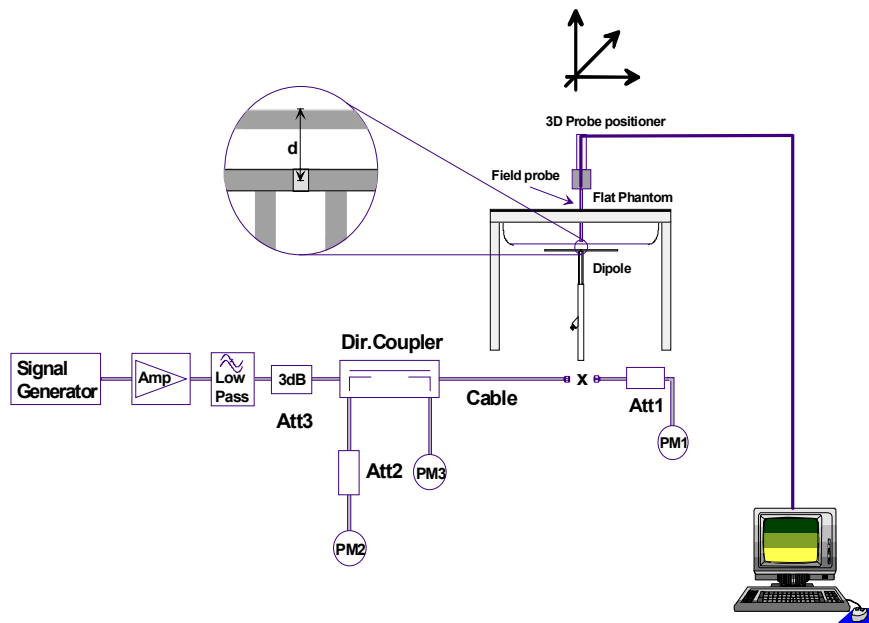 3D Probe positioner
d
Field probe
Flat Phantom
Dipole
Dir.Coupler
Signal
Generator
Amp
Low
Pass
3dB
Cable
x
Att3
Att1
PM1
Att2
PM3
PM2